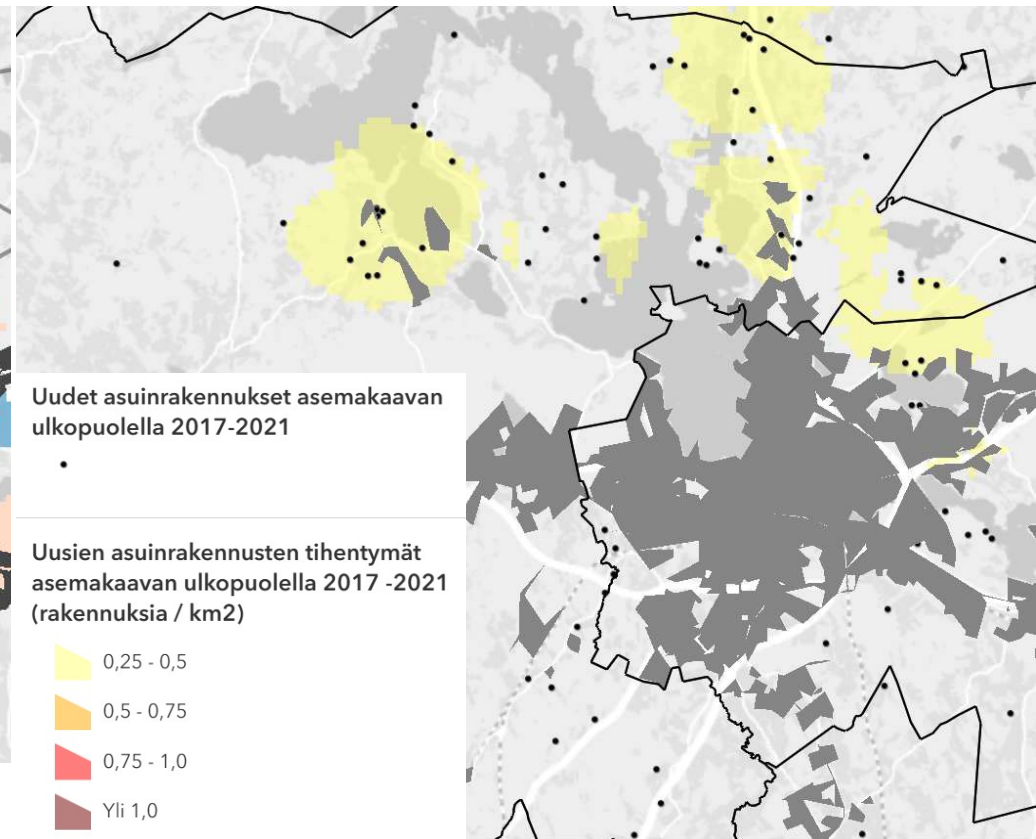 Uudet asuinrakennukset asemakaavan
ulkopuolella 2017-2021
Uusien asuinrakennusten tihentymät
asemakaavan ulkopuolella 2017 -2021
(rakennuksia / km2)
0,25 - 0,5
0,5 - 0,75
0,75 - 1,0
Yli 1,0